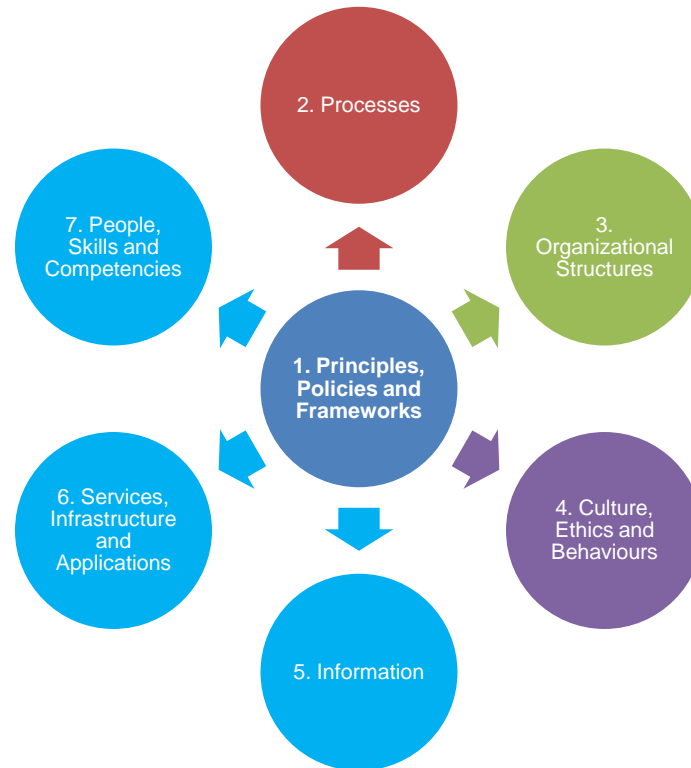 2. Processes
7. People,
Skills and
Competencies
3.
Organizational
Structures
1. Principles,
Policies and
Frameworks
6. Services,
Infrastructure
and
Applications
4. Culture,
Ethics and
Behaviours
5. Information